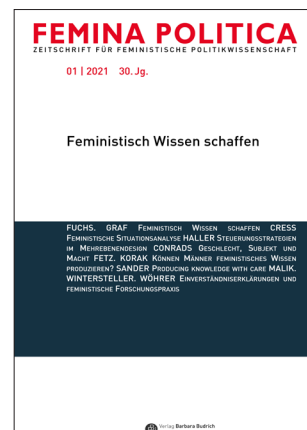 FEMINA POLITICA
ZEITSCHRIFT FÜR FEMINISTISCHE POLITIKWISSENSCHAFT
01 | 2021 30. Jg.
Feministisch Wissen schaffen
FUCHS. GRAF FEMINISTISCH WISSEN SCHAFFEN CRESS
FEMINISTISCHE SITUATIONSANALYSE HALLER STEUERUNGSSTRATEGIEN
IM MEHREBENENDESIGN CONRADS GESCHLECHT, SUBJEKT UND
MACHT FETZ. KORAK KÖNNEN MÄNNER FEMINISTISCHES WISSEN
PRODUZIEREN? SANDER PRODUCING KNOWLEDGE WITH CARE MALIK.
WINTERSTELLER. WÖHRER EINVERSTÄNDNISERKLÄRUNGEN UND
FEMINISTISCHE FORSCHUNGSPRAXIS
Verlag Barbara Budrich